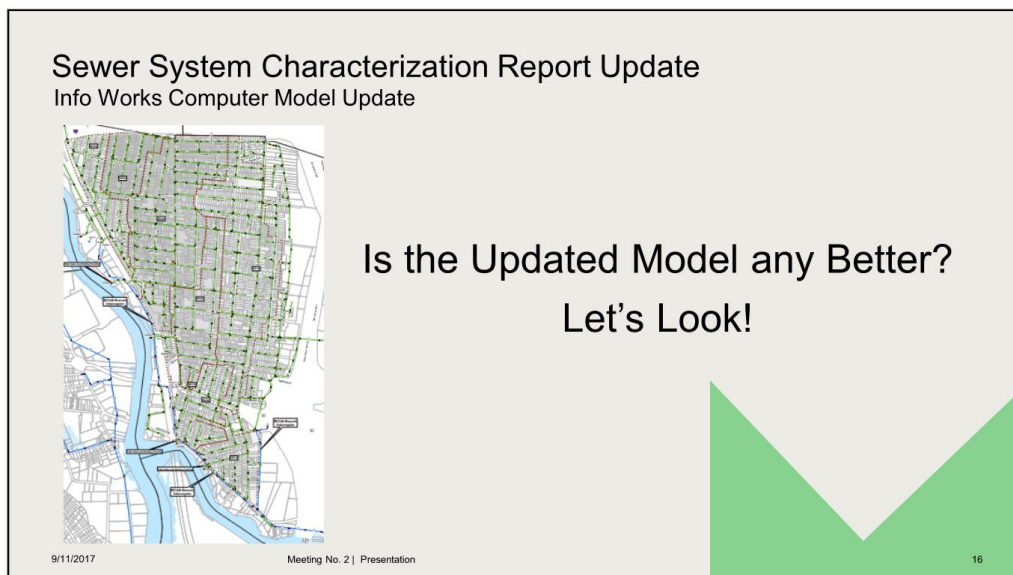 Sewer System Characterization Report Update
Info Works Computer Model Update
Is the Updated Model any Better?
Let’s Look!
9/11/2017
Meeting No. 2 | Presentation
16